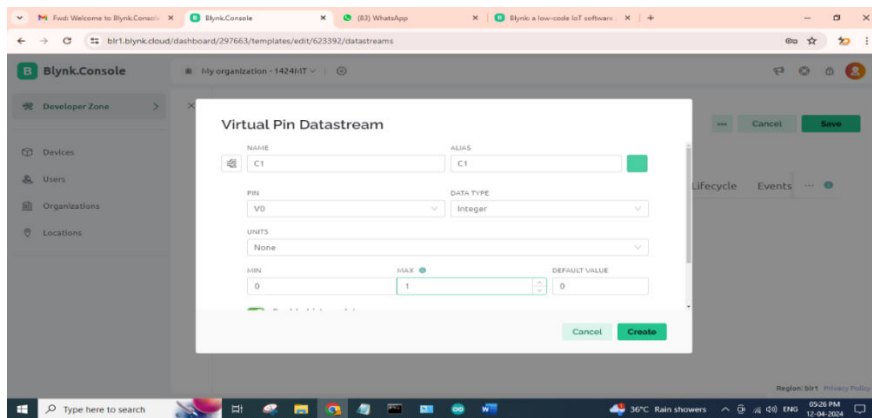 Fwd: Welcome to Blynk.Consol
Blynk.Console
(83) WhatsApp
Blynk: a low-code IoT software
blr1.blynk.cloud/dashboard/297663/templates/edit/623392/datastreams
Blynk.Console
My organization - 1424MT
Developer Zone
Cancel
Save
Devices
Users
Organizations
Locations
Lifecycle
Events
Virtual Pin Datastream
NAME
ALIAS
C1
C1
PIN
DATA TYPE
V0
Integer
UNITS
None
MIN
MAX
DEFAULT VALUE
0
1
0
Cancel
Create
Region: blr1 Privacy Policy
Type here to search
36°C Rain showers
ENG
05:26 PM
12-04-2024